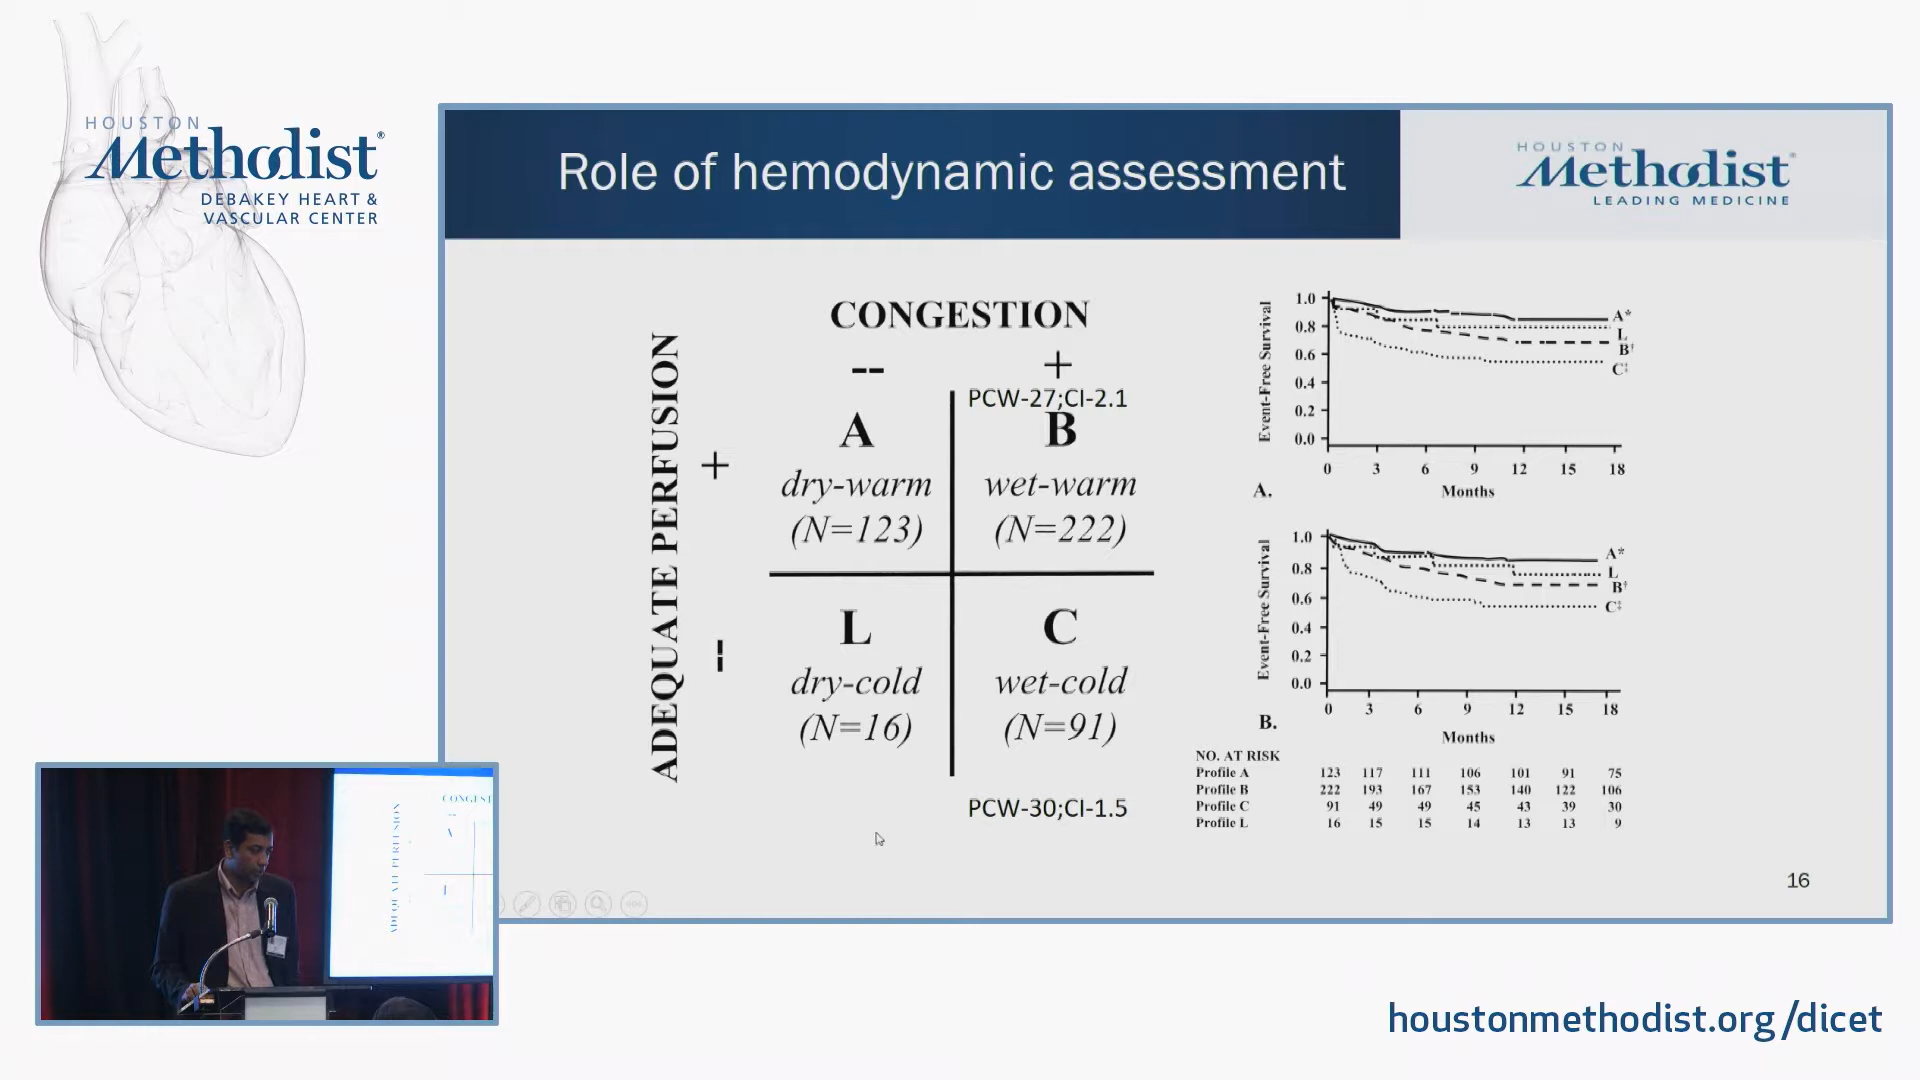 HOUSTON
Methodist®
DEBAKEY HEART &
VASCULAR CENTER
Role of hemodynamic assessment
HOUSTON
Methodist®
LEADING MEDICINE
CONGESTION
-- +
PCW-27;CI-2.1
ADEQUATE PERFUSION
+
A B
dry-warm wet-warm
(N=123) (N=222)
L C
dry-cold wet-cold
(N=16) (N=91)
PCW-30;CI-1.5
Event-Free Survival
1.0
0.8
0.6
0.4
0.2
0.0
A*
L
B†
C‡
0 3 6 9 12 15 18
A. Months
Event-Free Survival
1.0
0.8
0.6
0.4
0.2
0.0
A*
L
B†
C‡
0 3 6 9 12 15 18
B.
Months
NO. AT RISK
Profile A 123 117 111 106 101 91 75
Profile B 222 193 167 153 140 122 106
Profile C 91 49 49 45 43 39 30
Profile L 16 15 15 14 13 13 9
16
CONGEST
ADEQUATE PERFUSION
A
houstonmethodist.org/dicet